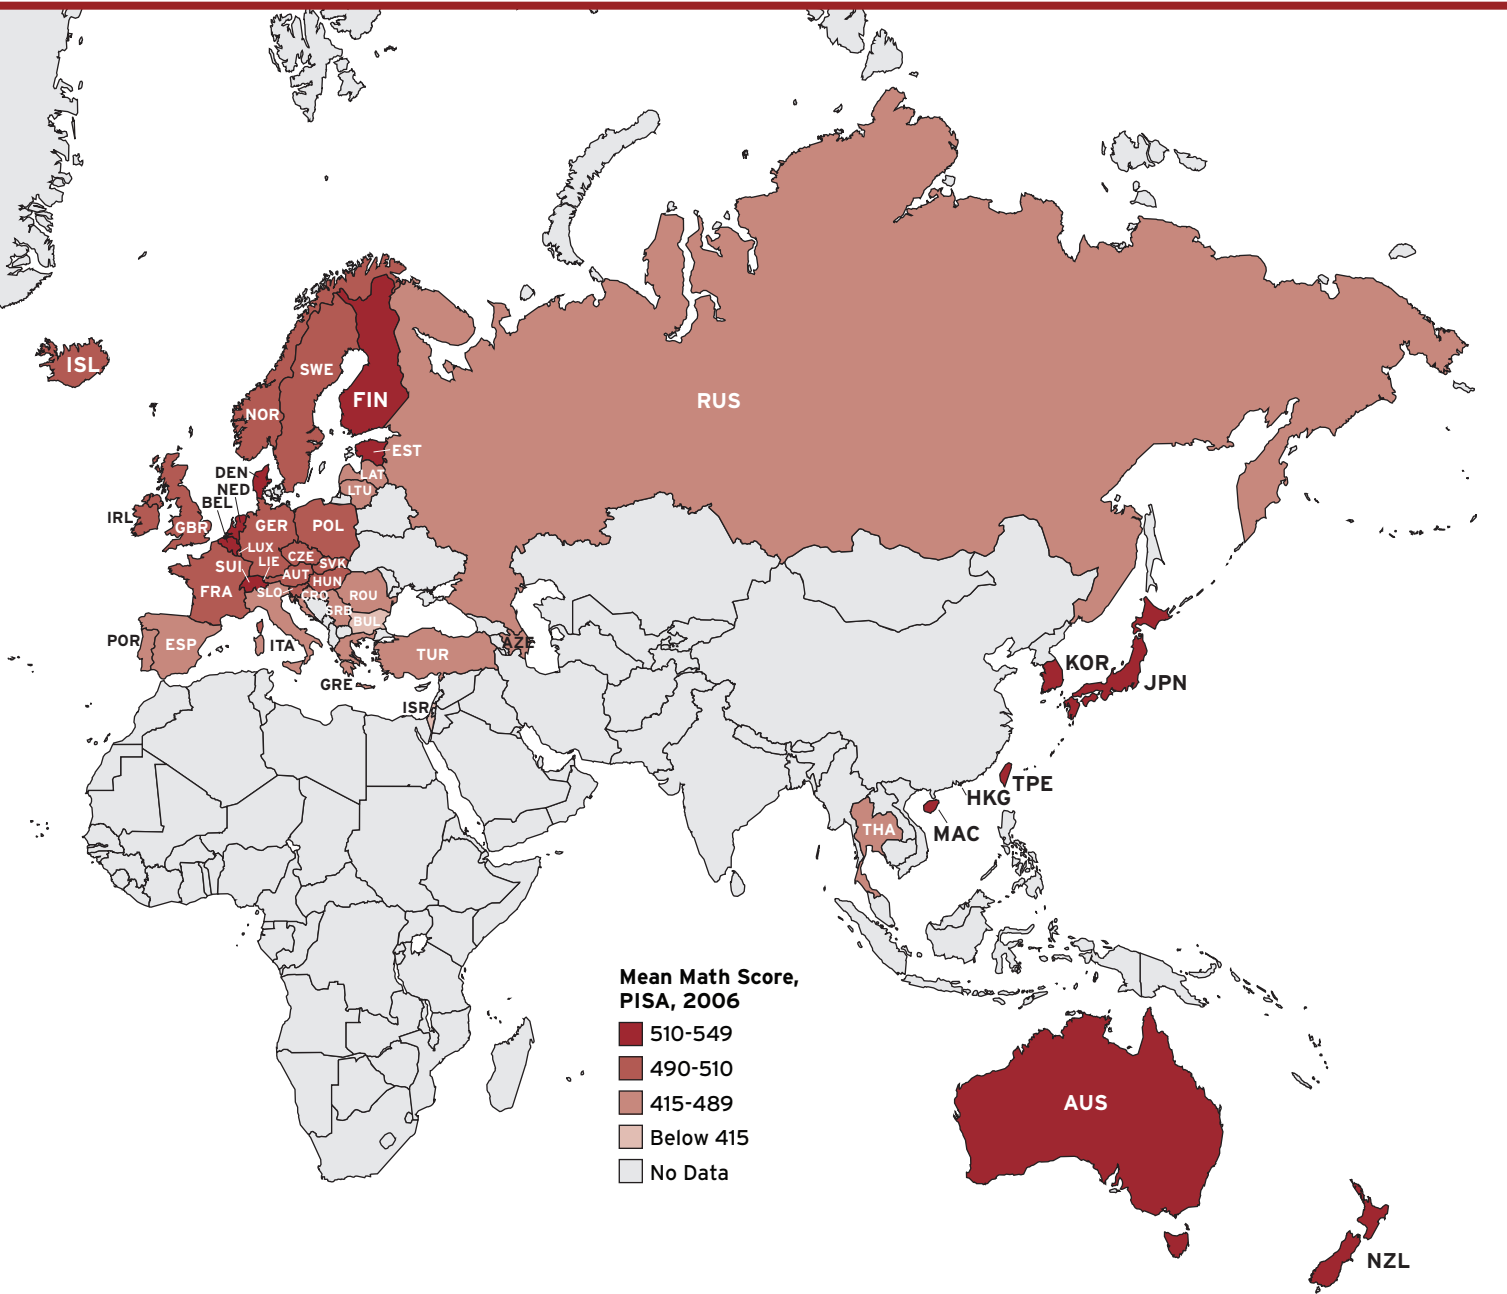 ISL
SWE
FIN
NOR
RUS
EST
LAT
LTU
DEN
NED
BEL
IRL
GBR
GER
POL
LUX
LIE
CZE
SVK
SUI
AUT
HUN
FRA
SLO
CRO
ROU
SRB
BUL
POR
ESP
ITA
TUR
AZE
GRE
ISR
KOR
JPN
TPE
HKG
MAC
THA
Mean Math Score,
PISA, 2006
510-549
490-510
415-489
Below 415
No Data
AUS
NZL